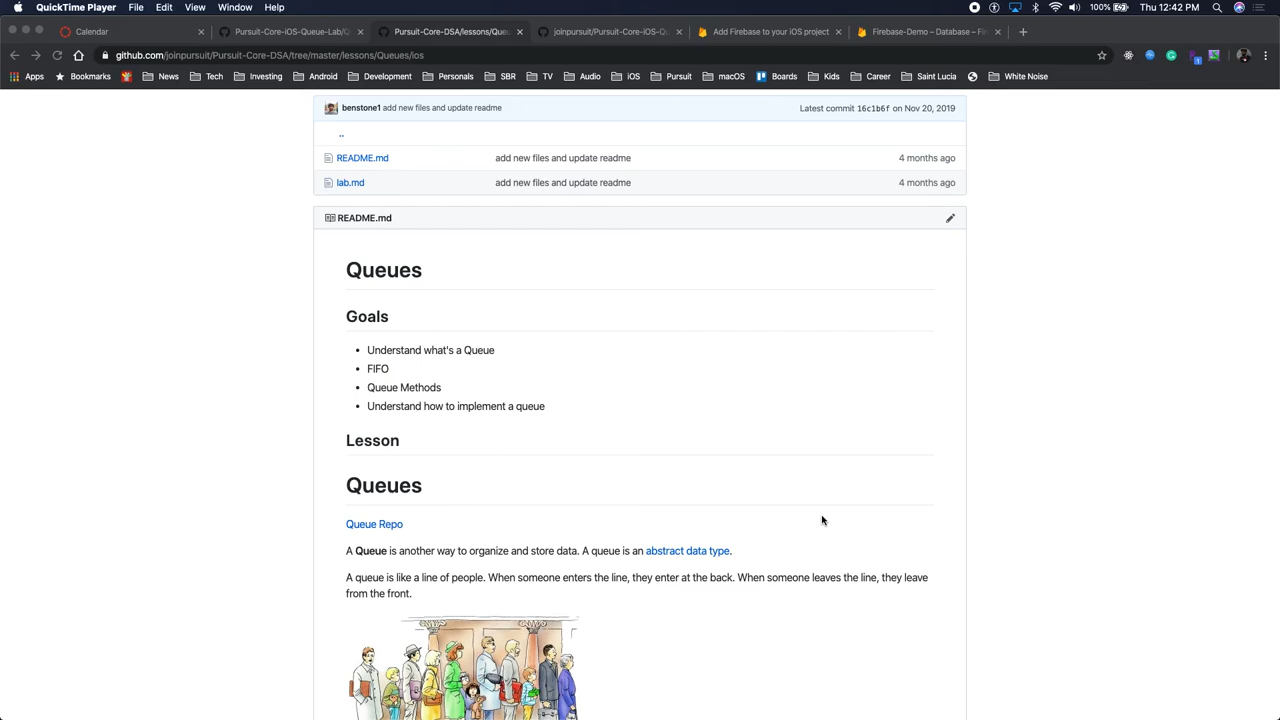 QuickTime Player File Edit View Window Help 100% Thu 12:42 PM
Calendar Pursuit-Core-iOS-Queue-Lab/Q Pursuit-Core-DSA/lessons/Queu joinpursuit/Pursuit-Core-iOS-Qu Add Firebase to your iOS project Firebase-Demo – Database – Fire
github.com/joinpursuit/Pursuit-Core-DSA/tree/master/lessons/Queues/ios
Apps Bookmarks News Tech Investing Android Development Personals SBR TV Audio iOS Pursuit macOS Boards Kids Career Saint Lucia White Noise
benstone1 add new files and update readme Latest commit 16c1b6f on Nov 20, 2019
..
README.md add new files and update readme 4 months ago
lab.md add new files and update readme 4 months ago
README.md
Queues
Goals
• Understand what's a Queue
• FIFO
• Queue Methods
• Understand how to implement a queue
Lesson
Queues
Queue Repo
A Queue is another way to organize and store data. A queue is an abstract data type.
A queue is like a line of people. When someone enters the line, they enter at the back. When someone leaves the line, they leave
from the front.